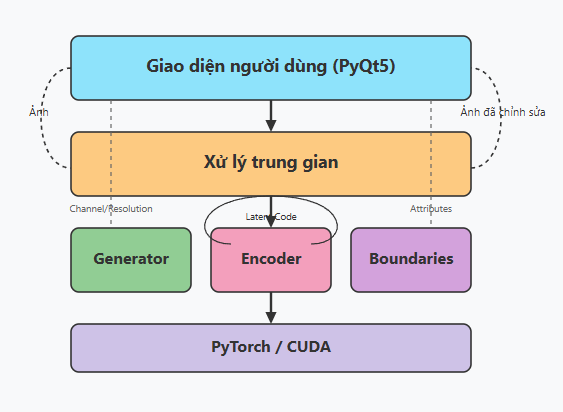 Giao diện người dùng (PyQt5)
Ảnh
Ảnh đã chỉnh sửa
Xử lý trung gian
Channel/Resolution
Latent Code
Attributes
Generator
Encoder
Boundaries
PyTorch / CUDA